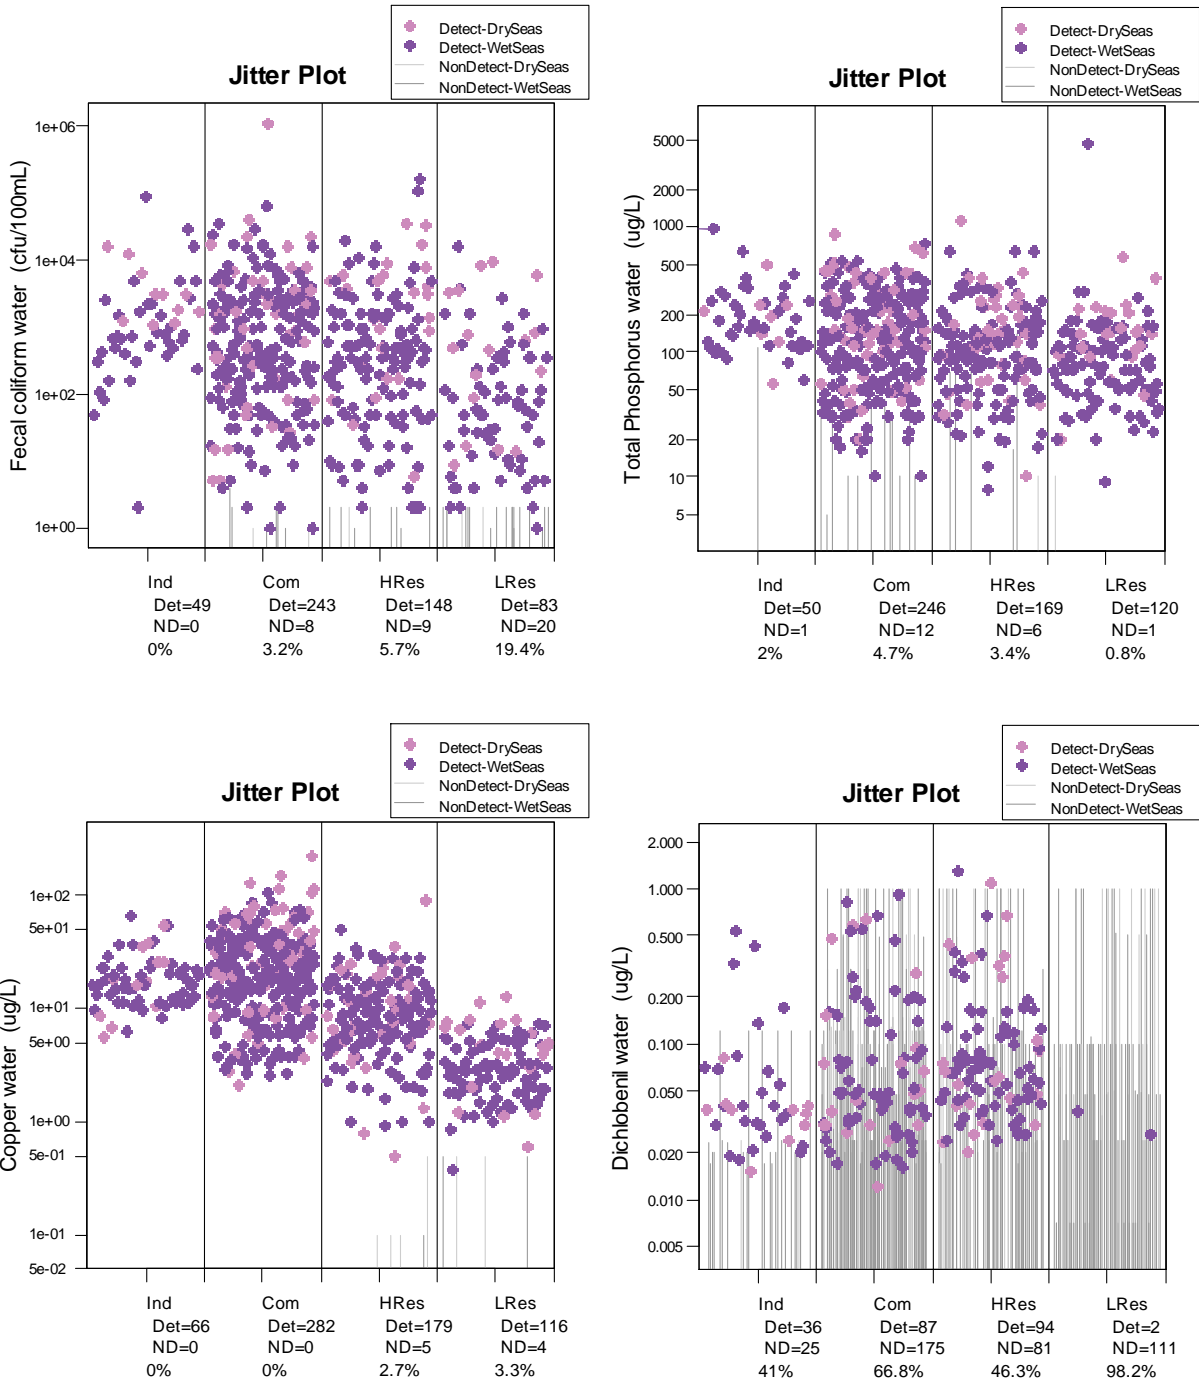 Detect-DrySeas
Detect-WetSeas
NonDetect-DrySeas
NonDetect-WetSeas
Jitter Plot
Fecal coliform water (cfu/100mL)
1e+06
1e+04
1e+02
1e+00
Ind Com HRes LRes
Det=49 Det=243 Det=148 Det=83
ND=0 ND=8 ND=9 ND=20
0% 3.2% 5.7% 19.4%
Detect-DrySeas
Detect-WetSeas
NonDetect-DrySeas
NonDetect-WetSeas
Jitter Plot
Total Phosphorus water (ug/L)
5000
2000
1000
500
200
100
50
20
10
5
Ind Com HRes LRes
Det=50 Det=246 Det=169 Det=120
ND=1 ND=12 ND=6 ND=1
2% 4.7% 3.4% 0.8%
Detect-DrySeas
Detect-WetSeas
NonDetect-DrySeas
NonDetect-WetSeas
Jitter Plot
Copper water (ug/L)
1e+02
5e+01
1e+01
5e+00
1e+00
5e-01
1e-01
5e-02
Ind Com HRes LRes
Det=66 Det=282 Det=179 Det=116
ND=0 ND=0 ND=5 ND=4
0% 0% 2.7% 3.3%
Detect-DrySeas
Detect-WetSeas
NonDetect-DrySeas
NonDetect-WetSeas
Jitter Plot
Dichlobenil water (ug/L)
2.000
1.000
0.500
0.200
0.100
0.050
0.020
0.010
0.005
Ind Com HRes LRes
Det=36 Det=87 Det=94 Det=2
ND=25 ND=175 ND=81 ND=111
41% 66.8% 46.3% 98.2%